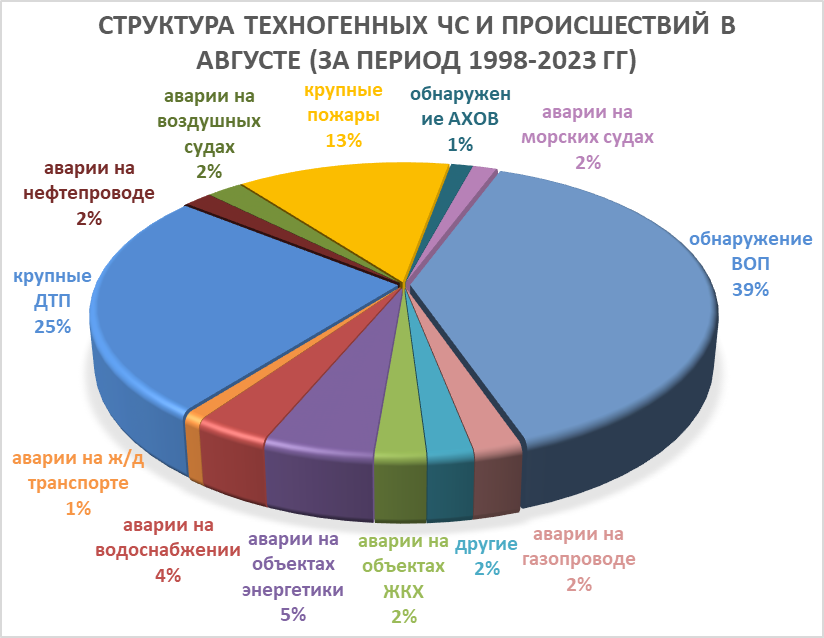 СТРУКТУРА ТЕХНОГЕННЫХ ЧС И ПРОИСШЕСТВИЙ В
АВГУСТЕ (ЗА ПЕРИОД 1998-2023 ГГ)
аварии на
воздушных
судах
2%
крупные
пожары
13%
обнаружен
ие АХОВ
1%
аварии на
морских судах
2%
аварии на
нефтепроводе
2%
обнаружение
ВОП
39%
крупные
ДТП
25%
аварии на ж/д
транспорте
1%
аварии на
водоснабжении
4%
аварии на
объектах
энергетики
5%
аварии на
объектах
ЖКХ
2%
другие
2%
аварии на
газопроводе
2%